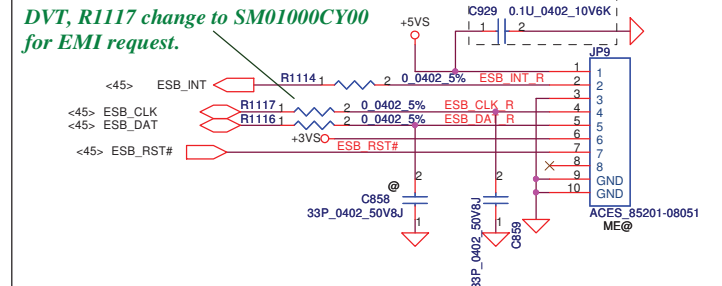 DVT, R1117 change to SM01000CY00
for EMI request.
+5VS
C929 0.1U_0402_10V6K
1 2
JP9
<45> ESB_INT
R1114 1 2 0_0402_5% ESB_INT_R
<45> ESB_CLK
R1117 1 2 0_0402_5% ESB_CLK_R
<45> ESB_DAT
R1116 1 2 0_0402_5% ESB_DAT_R
+3VS
<45> ESB_RST#
ESB_RST#
1 1
2 2
3 3
4 4
5 5
6 6
7 7
8 8
9 GND
10 GND
ACES_85201-08051
ME@
@
C858
33P_0402_50V8J
2
1
33P_0402_50V8J
C859
2
1